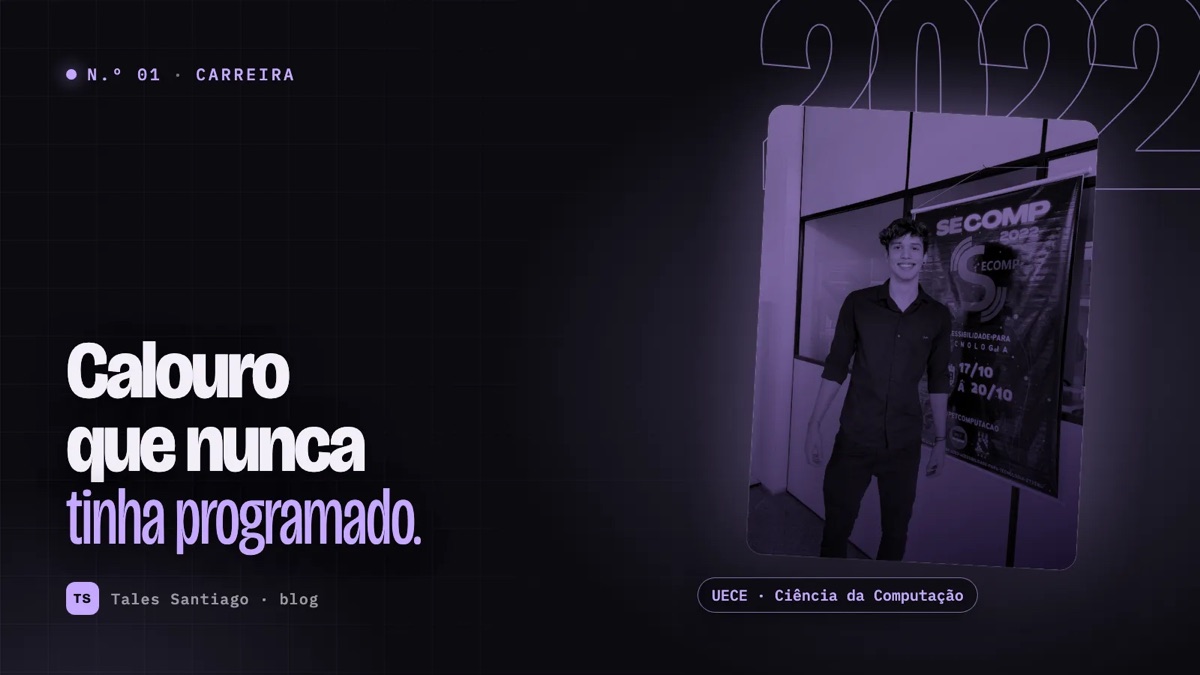 N.º 01 · CARREIRA
2022
SECOMP
2022
ECOMP
17/10
Â 20/10
Calouro
que nunca
tinha programado.
TS Tales Santiago · blog
UECE · Ciência da Computação